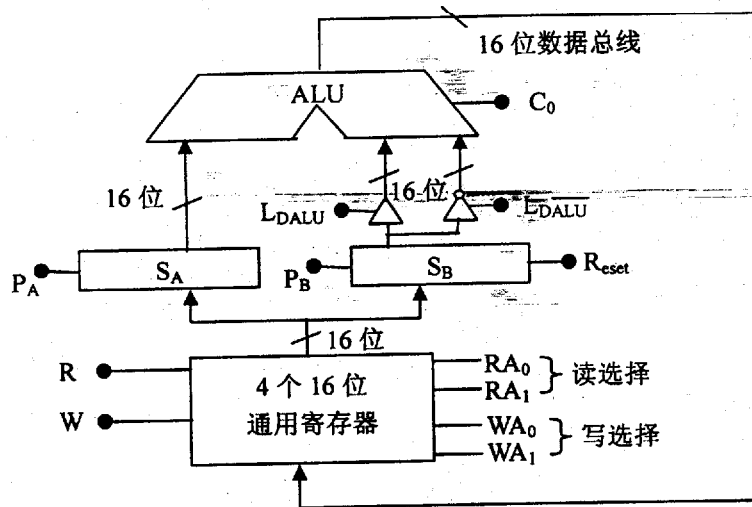 16 位数据总线
ALU
C₀
16 位
16 位
L_DALU
L̅_DALU̅
P_A
S_A
P_B
S_B
R_eset
16 位
R
W
4 个 16 位
通用寄存器
RA₀
RA₁
读选择
WA₀
WA₁
写选择